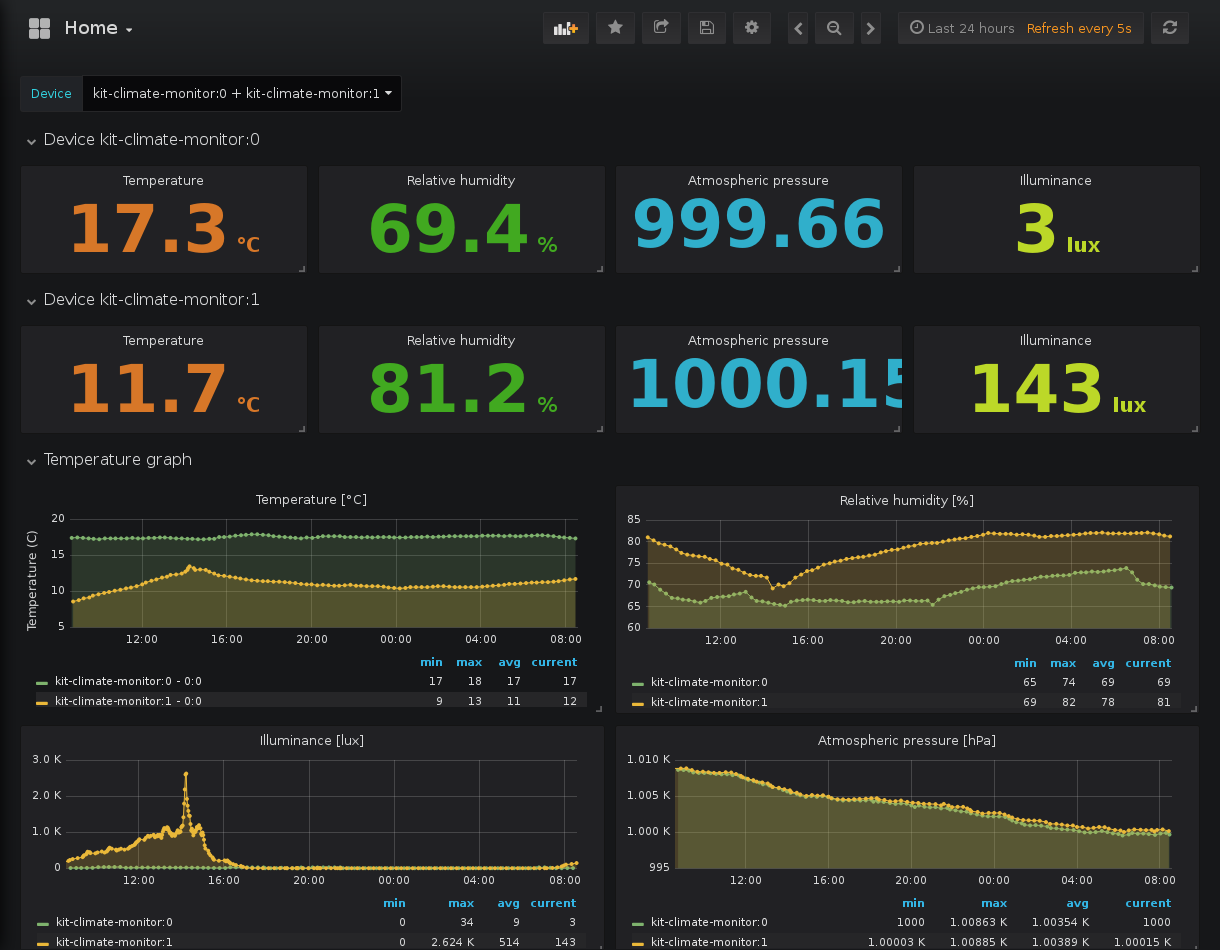 Home
Last 24 hours Refresh every 5s
Device kit-climate-monitor:0 + kit-climate-monitor:1
Device kit-climate-monitor:0
Temperature Relative humidity Atmospheric pressure Illuminance
17.3 °C 69.4 % 999.66 3 lux
Device kit-climate-monitor:1
Temperature Relative humidity Atmospheric pressure Illuminance
11.7 °C 81.2 % 1000.15 143 lux
Temperature graph
Temperature [°C]
Temperature (C)
20
15
10
5
12:00 16:00 20:00 00:00 04:00 08:00
min max avg current
kit-climate-monitor:0 - 0:0 17 18 17 17
kit-climate-monitor:1 - 0:0 9 13 11 12
Relative humidity [%]
85
80
75
70
65
60
12:00 16:00 20:00 00:00 04:00 08:00
min max avg current
kit-climate-monitor:0 65 74 69 69
kit-climate-monitor:1 69 82 78 81
Illuminance [lux]
3.0 K
2.0 K
1.0 K
0
12:00 16:00 20:00 00:00 04:00 08:00
min max avg current
kit-climate-monitor:0 0 34 9 3
kit-climate-monitor:1 0 2.624 K 514 143
Atmospheric pressure [hPa]
1.010 K
1.005 K
1.000 K
995
12:00 16:00 20:00 00:00 04:00 08:00
min max avg current
kit-climate-monitor:0 1000 1.00863 K 1.00354 K 1000
kit-climate-monitor:1 1.00003 K 1.00885 K 1.00389 K 1.00015 K